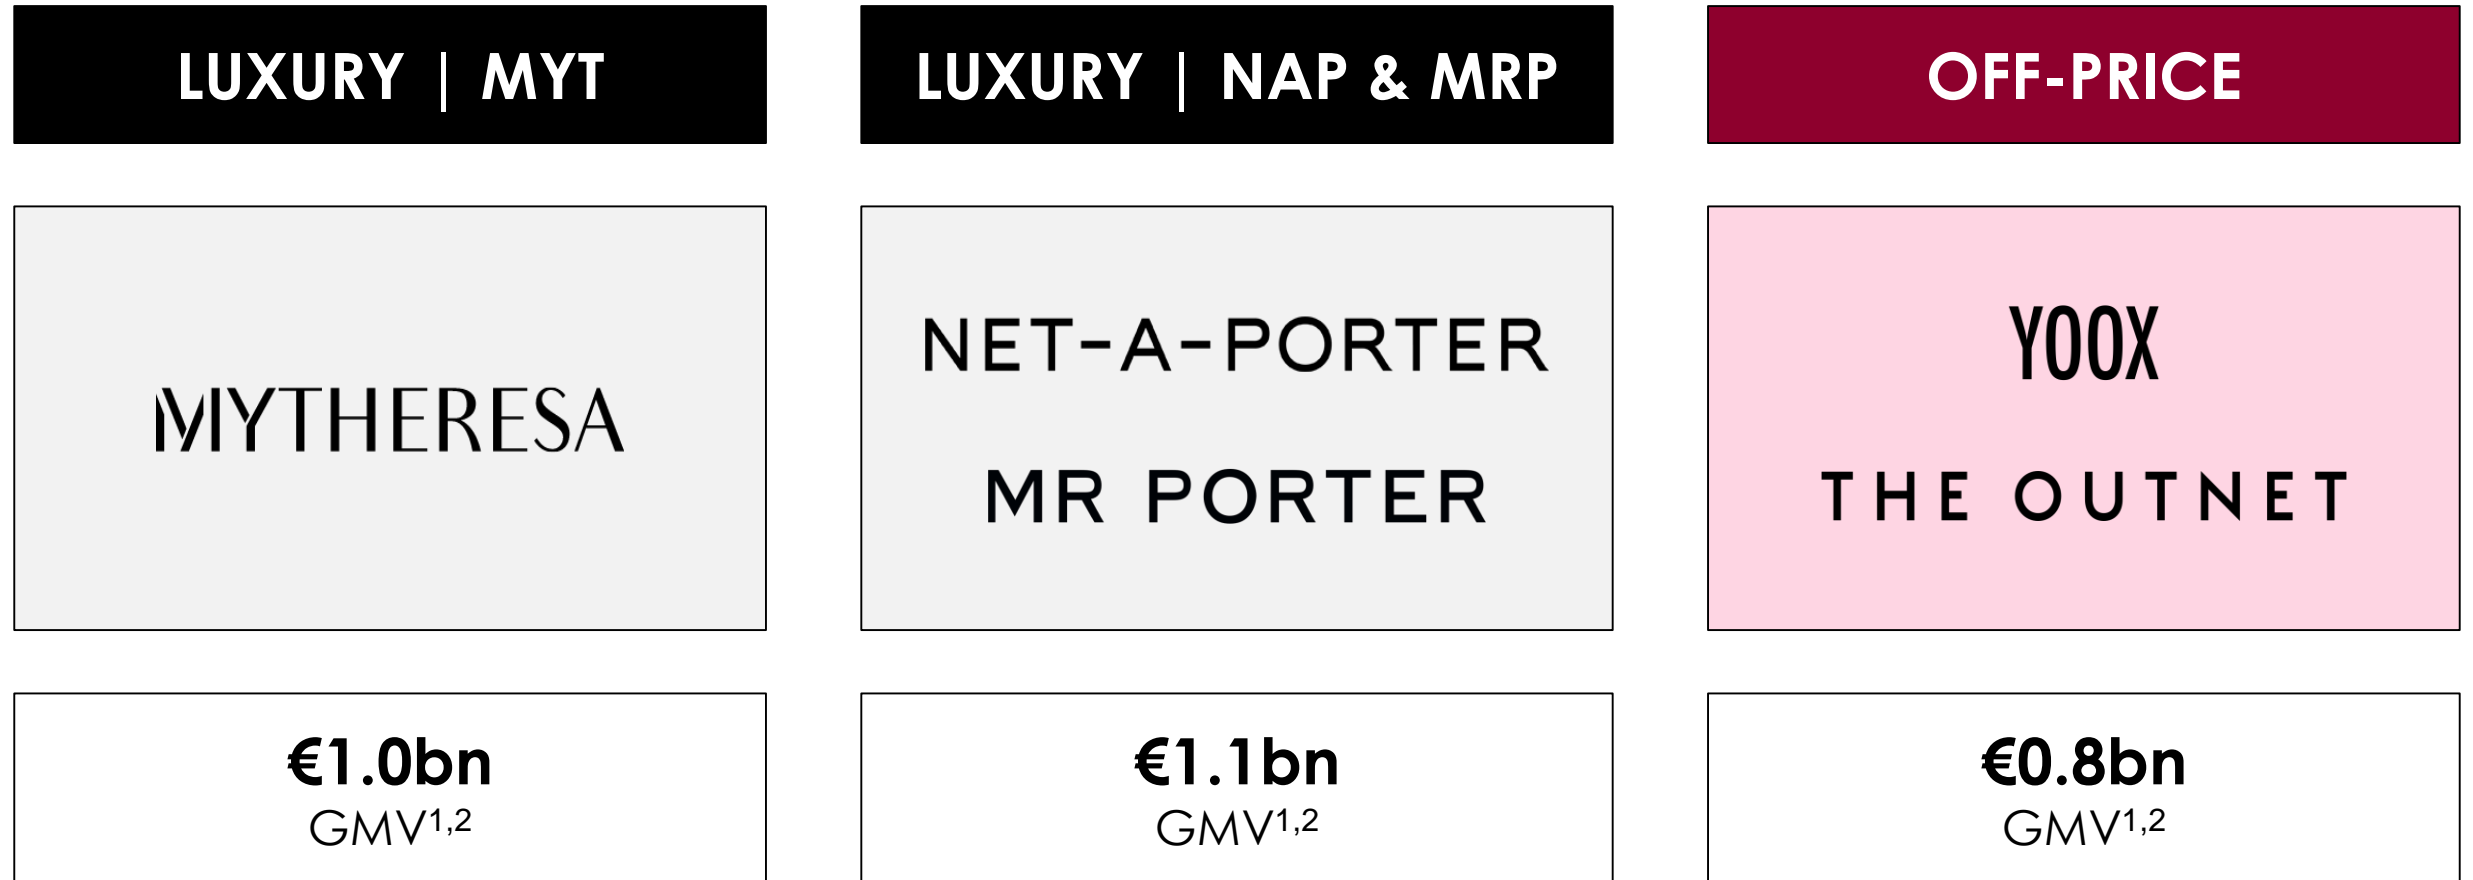 LUXURY | MYT
LUXURY | NAP & MRP
OFF-PRICE
MYTHERESA
NET-A-PORTER
MR PORTER
YOOX
THE OUTNET
€1.0bn
GMV1,2
€1.1bn
GMV1,2
€0.8bn
GMV1,2